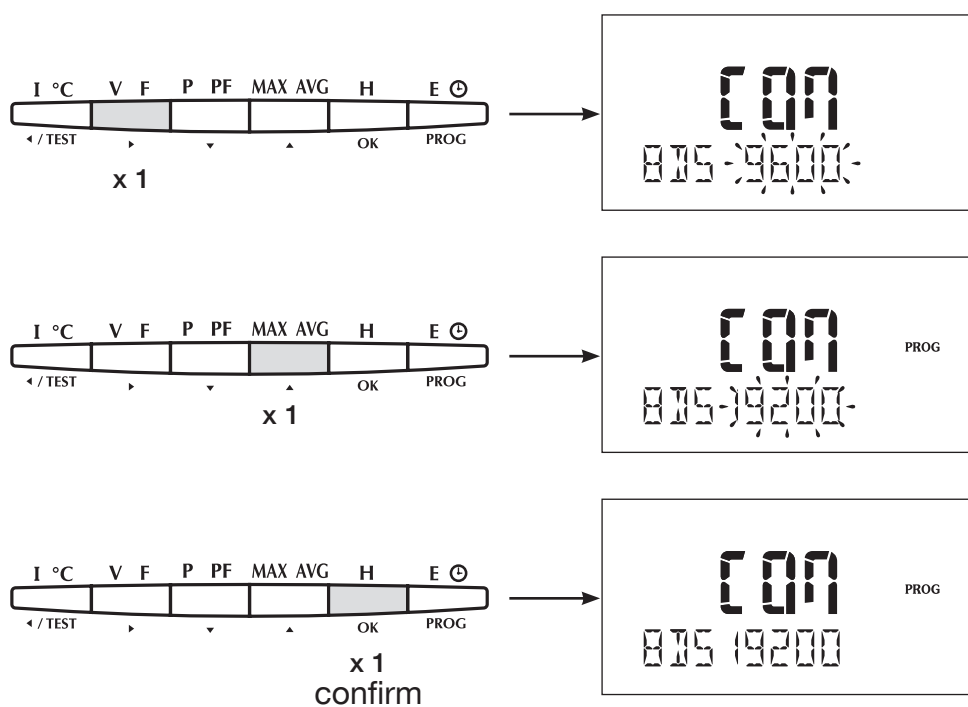 I °C V F P PF MAX AVG H E
/ TEST OK PROG
x 1
COM
BDS 9600
I °C V F P PF MAX AVG H E
/ TEST OK PROG
x 1
COM
PROG
BDS 19200
I °C V F P PF MAX AVG H E
/ TEST OK PROG
x 1
confirm
COM
PROG
BDS 19200